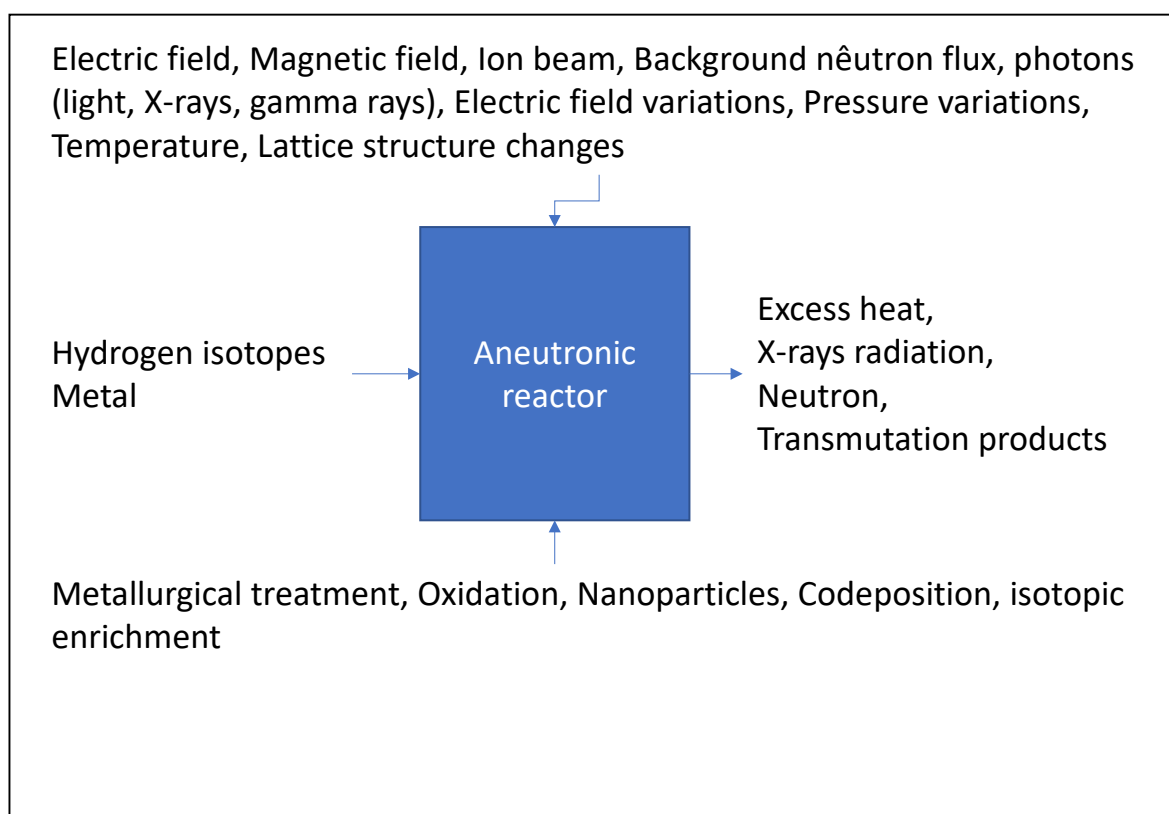 Electric field, Magnetic field, Ion beam, Background nêutron flux, photons
(light, X-rays, gamma rays), Electric field variations, Pressure variations,
Temperature, Lattice structure changes
Hydrogen isotopes
Metal
Aneutronic
reactor
Excess heat,
X-rays radiation,
Neutron,
Transmutation products
Metallurgical treatment, Oxidation, Nanoparticles, Codeposition, isotopic
enrichment